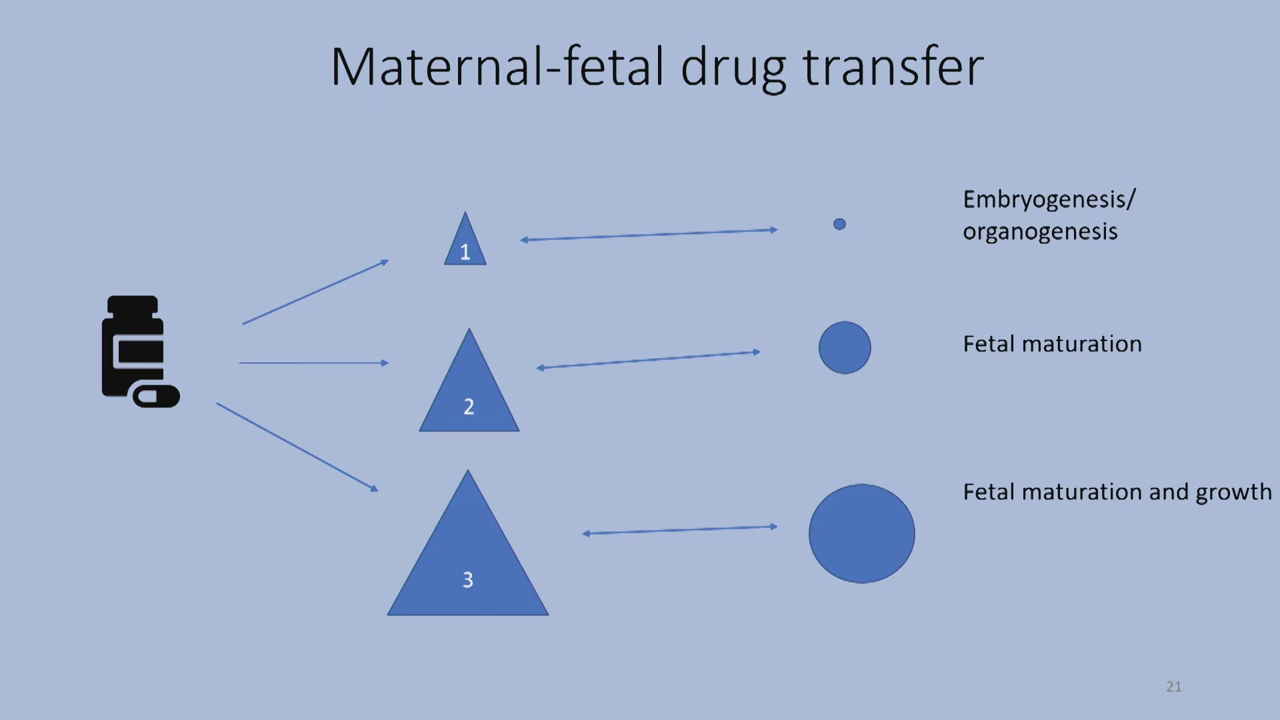 Maternal-fetal drug transfer
Embryogenesis/
organogenesis
1
Fetal maturation
2
Fetal maturation and growth
3
21